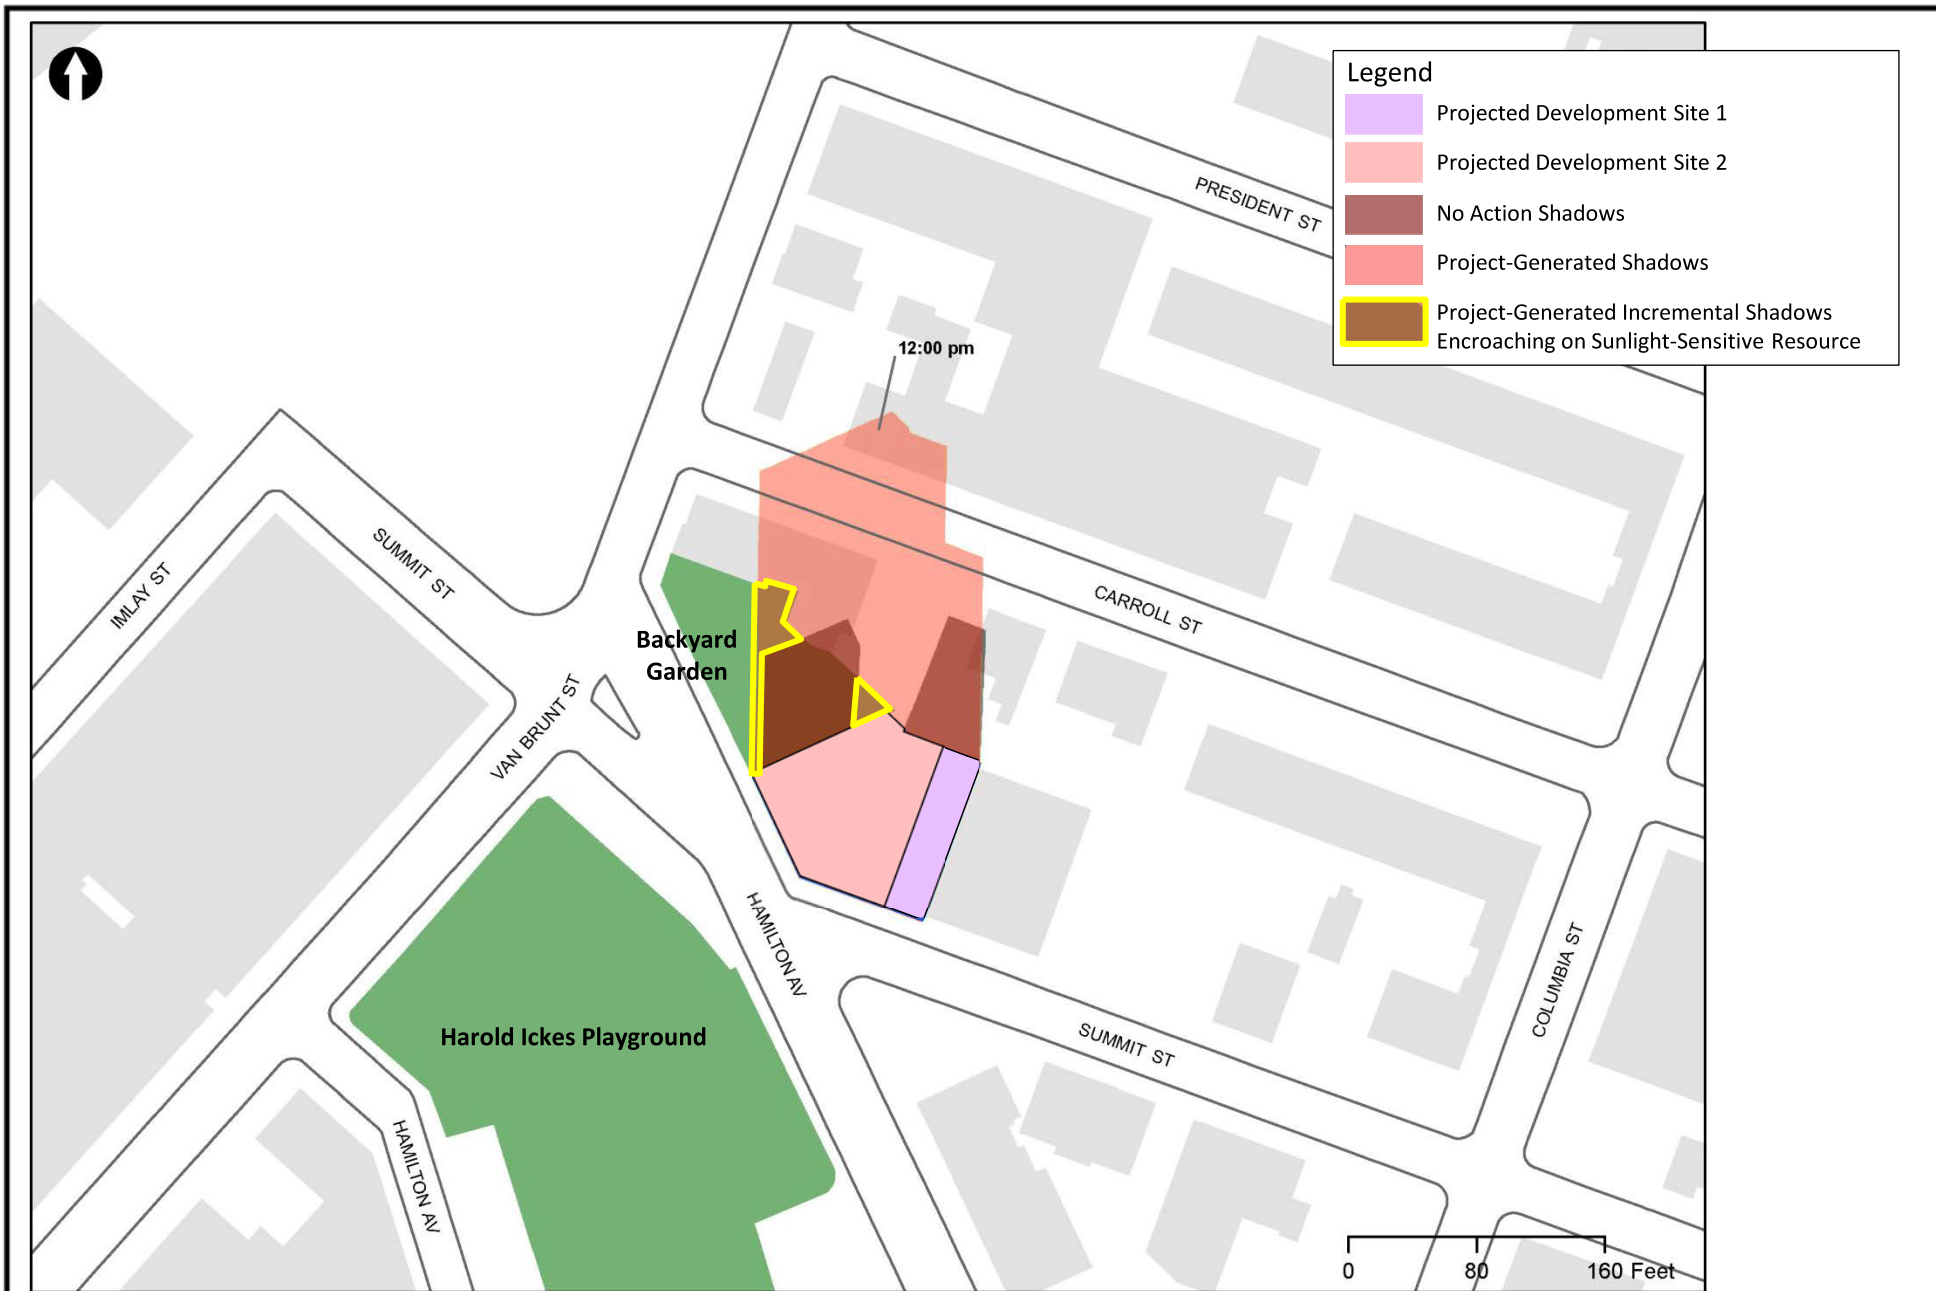 Legend
Projected Development Site 1
Projected Development Site 2
No Action Shadows
Project-Generated Shadows
Project-Generated Incremental Shadows
Encroaching on Sunlight-Sensitive Resource
PRESIDENT ST
12:00 pm
SUMMIT ST
IMLAY ST
CARROLL ST
Backyard
Garden
VAN BRUNT ST
HAMILTON AV
COLUMBIA ST
Harold Ickes Playground
SUMMIT ST
HAMILTON AV
0 80 160 Feet